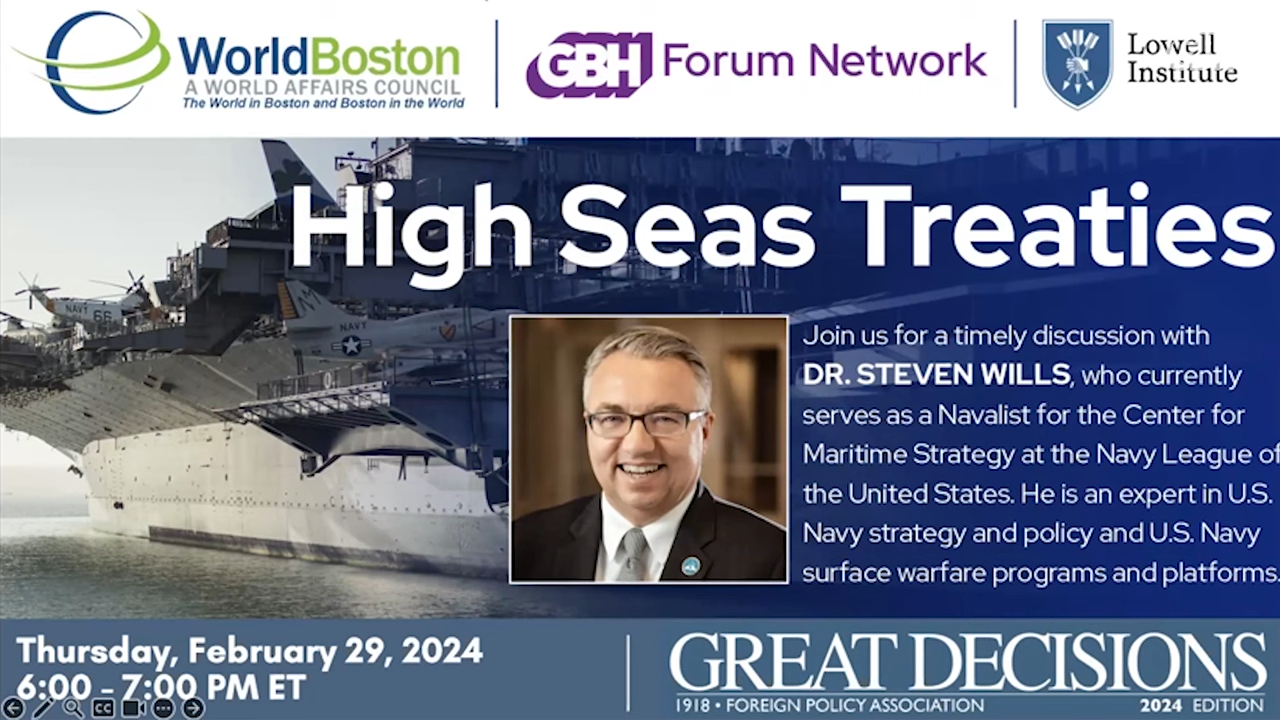 WorldBoston
A WORLD AFFAIRS COUNCIL
The World in Boston and Boston in the World
GBH Forum Network
Lowell
Institute
High Seas Treaties
NAVY
66
M
NAVY
Join us for a timely discussion with
DR. STEVEN WILLS, who currently
serves as a Navalist for the Center for
Maritime Strategy at the Navy League of
the United States. He is an expert in U.S.
Navy strategy and policy and U.S. Navy
surface warfare programs and platforms.
Thursday, February 29, 2024
6:00 - 7:00 PM ET
CC
GREAT DECISIONS
1918 • FOREIGN POLICY ASSOCIATION
2024 EDITION